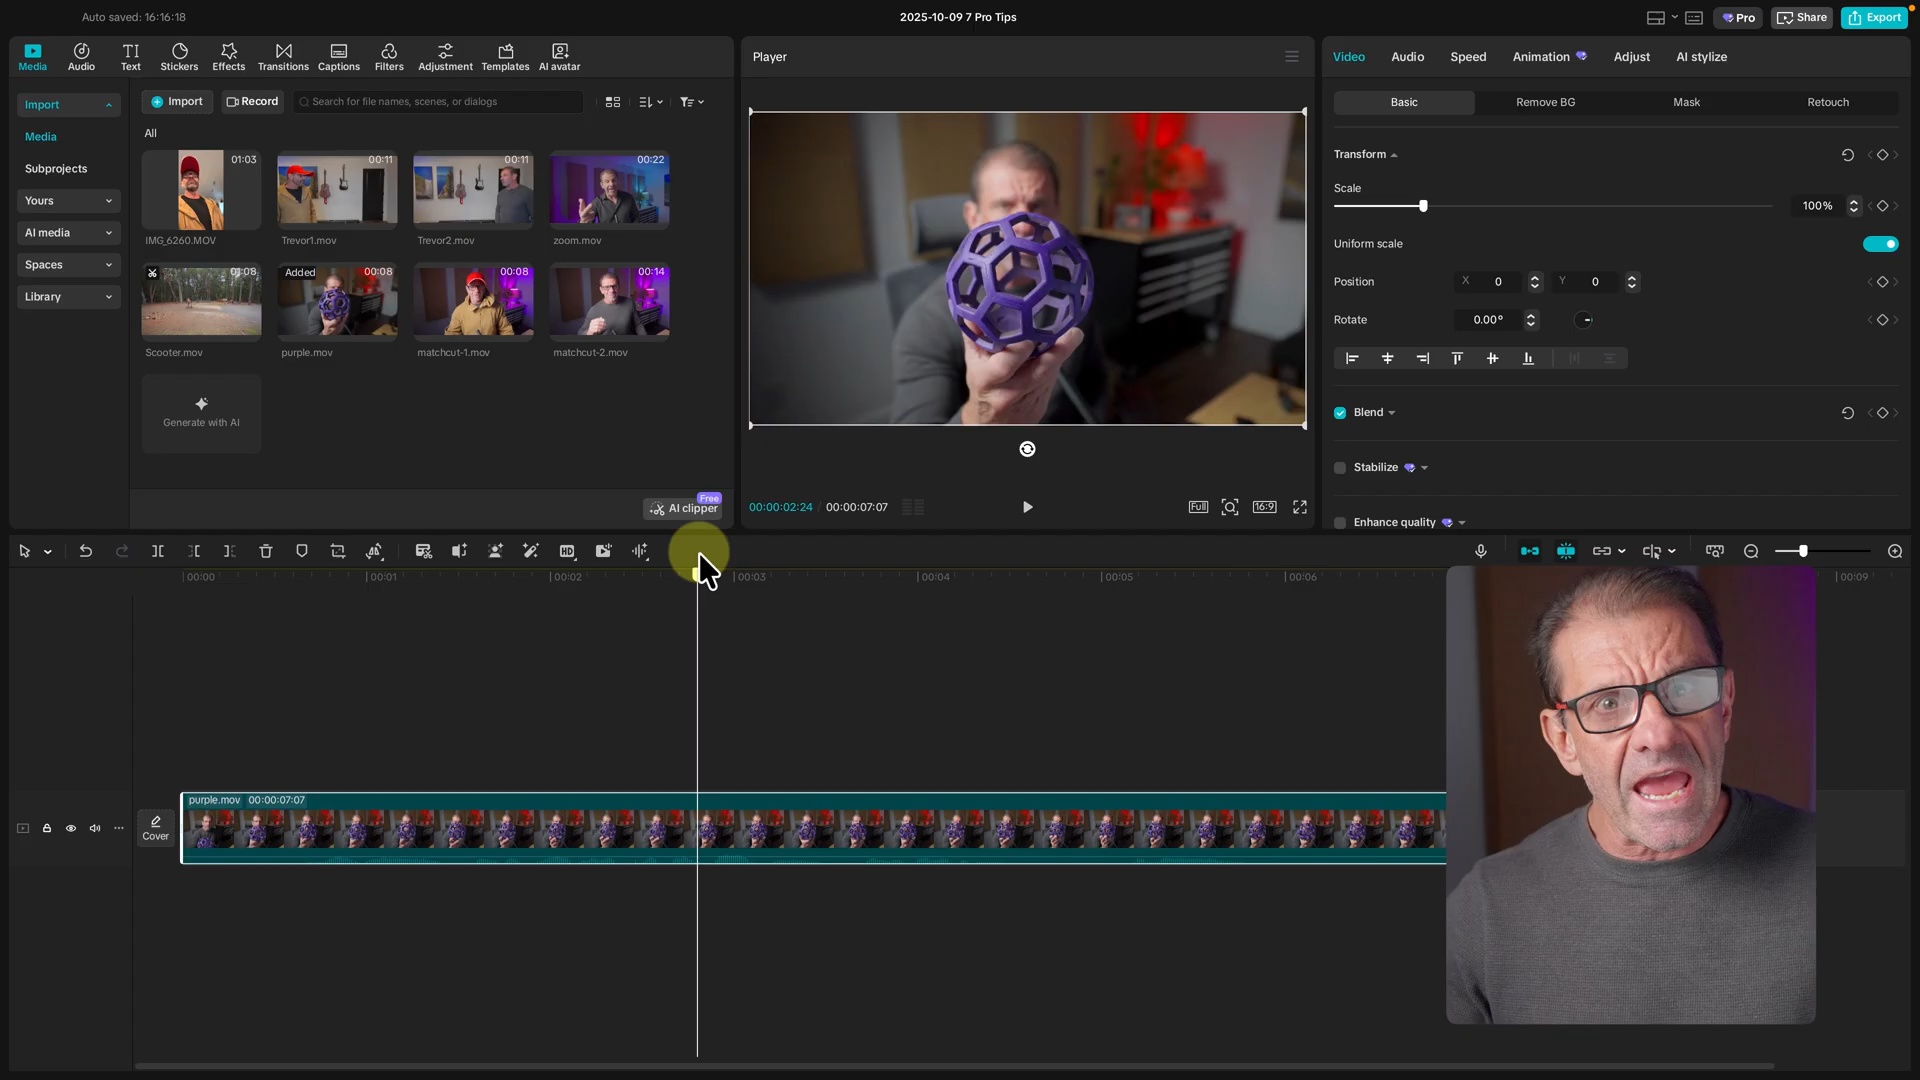 Auto saved: 16:16:18
2025-10-09 7 Pro Tips
Pro
Share
Export
Media
Audio
Text
Stickers
Effects
Transitions
Captions
Filters
Adjustment
Templates
AI avatar
Player
Video
Audio
Speed
Animation
Adjust
AI stylize
Import
Media
Subprojects
Yours
AI media
Spaces
Library
Import
Record
Search for file names, scenes, or dialogs
All
01:03
IMG_6260.MOV
00:11
Trevor1.mov
00:11
Trevor2.mov
00:22
zoom.mov
01:08
Scooter.mov
Added
00:08
purple.mov
00:08
matchcut-1.mov
00:14
matchcut-2.mov
Generate with AI
Free
AI clipper
00:00:02:24 / 00:00:07:07
Full
16:9
Basic
Remove BG
Mask
Retouch
Transform
Scale
100%
Uniform scale
Position
X 0
Y 0
Rotate
0.00°
Blend
Stabilize
Enhance quality
HD
00:00
00:01
00:02
00:03
00:04
00:05
00:06
00:09
Cover
purple.mov 00:00:07:07